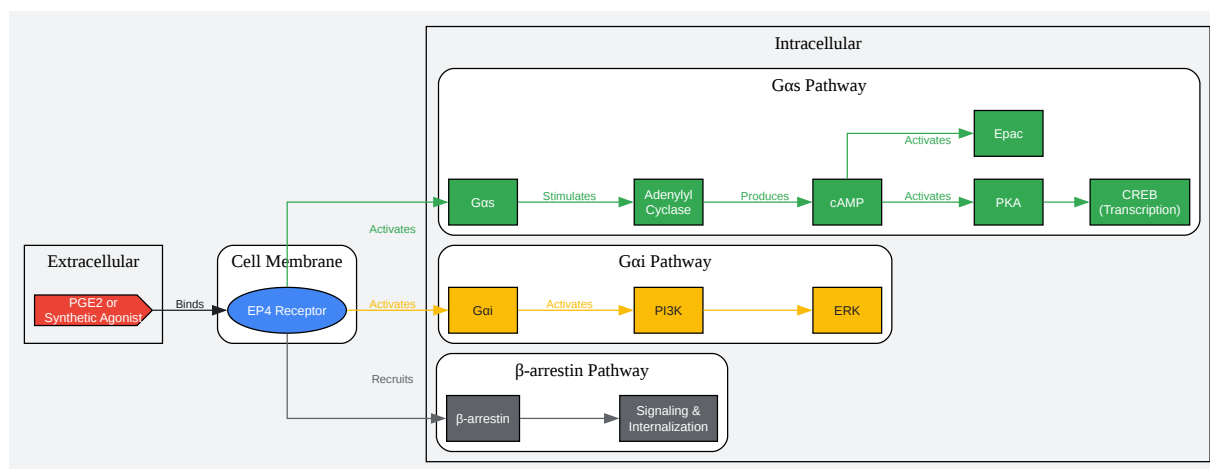 Intracellular
Gαs Pathway
Epac
Activates
Gαs
Stimulates
Adenylyl
Cyclase
Produces
cAMP
Activates
PKA
CREB
(Transcription)
Activates
Extracellular
PGE2 or
Synthetic Agonist
Binds
Cell Membrane
EP4 Receptor
Activates
Gαi Pathway
Gαi
Activates
PI3K
ERK
Recruits
β-arrestin Pathway
β-arrestin
Signaling &
Internalization